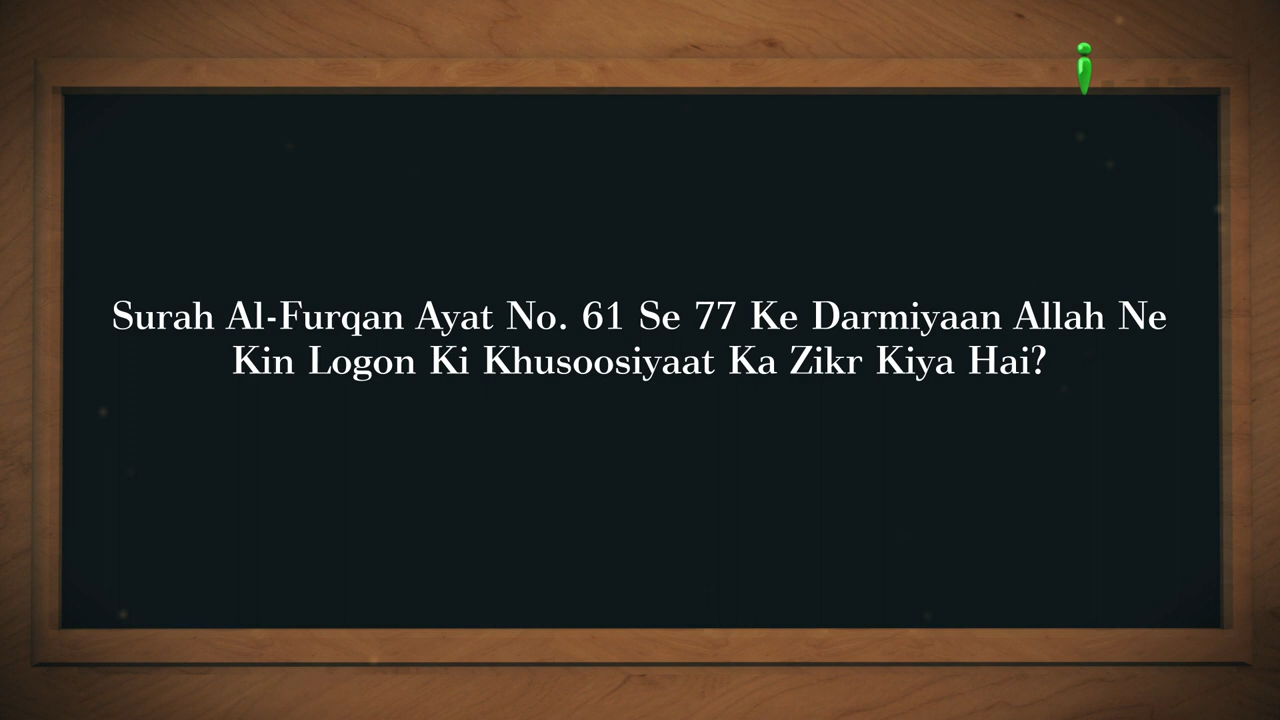 Surah Al-Furqan Ayat No. 61 Se 77 Ke Darmiyaan Allah Ne
Kin Logon Ki Khusoosiyaat Ka Zikr Kiya Hai?